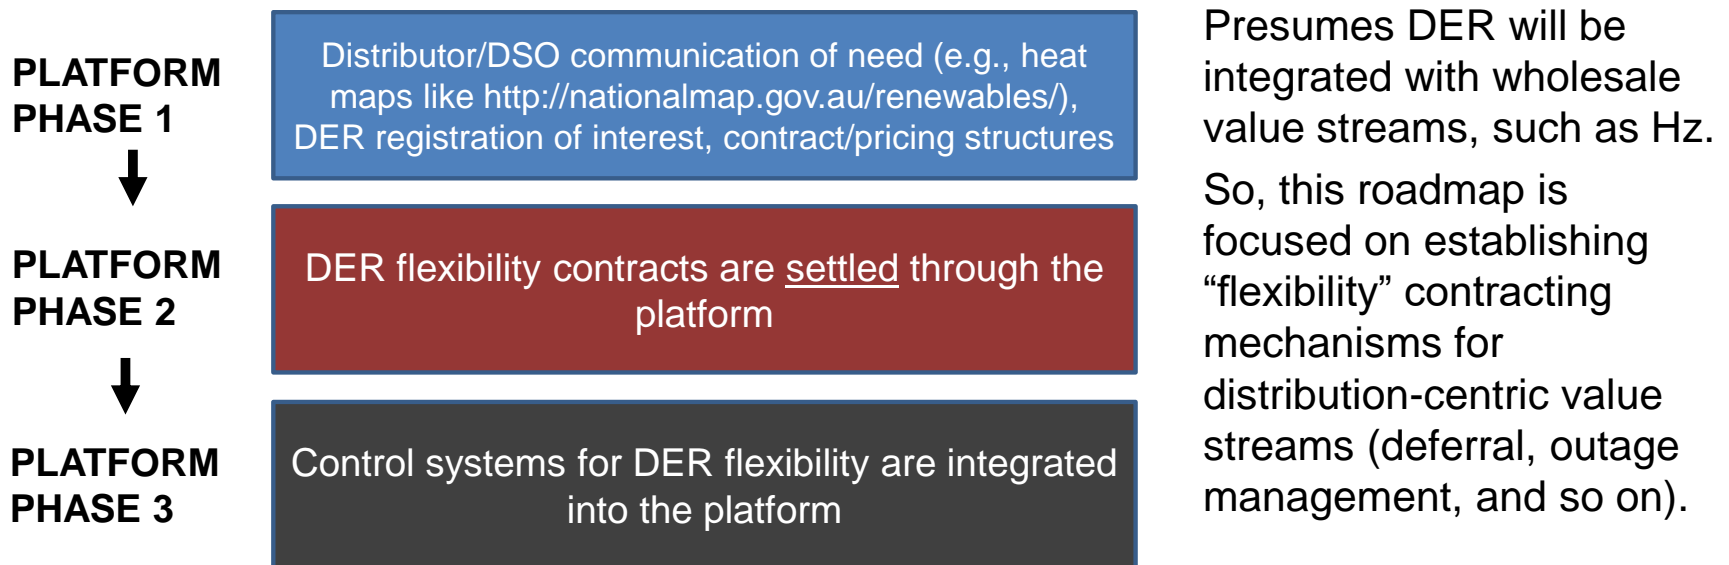 PLATFORM
PHASE 1
Distributor/DSO communication of need (e.g., heat
maps like http://nationalmap.gov.au/renewables/),
DER registration of interest, contract/pricing structures
PLATFORM
PHASE 2
DER flexibility contracts are settled through the
platform
PLATFORM
PHASE 3
Control systems for DER flexibility are integrated
into the platform
Presumes DER will be
integrated with wholesale
value streams, such as Hz.
So, this roadmap is
focused on establishing
“flexibility” contracting
mechanisms for
distribution-centric value
streams (deferral, outage
management, and so on).